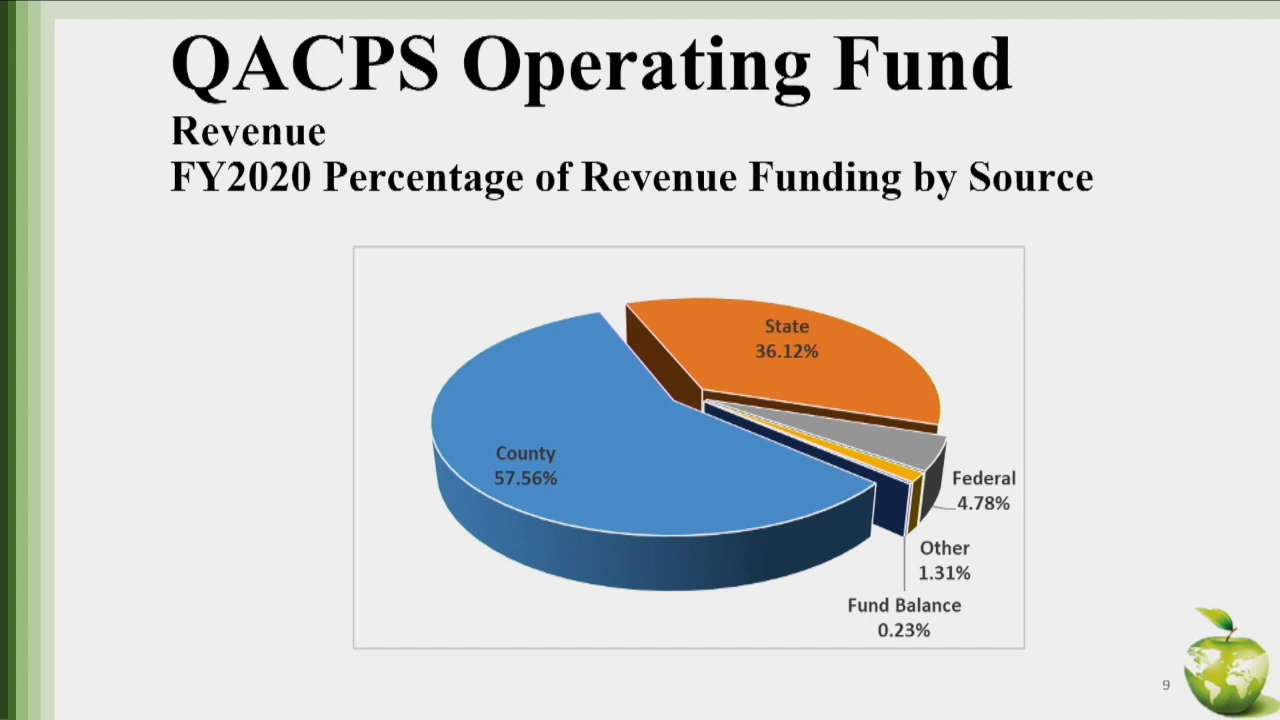 QACPS Operating Fund
Revenue
FY2020 Percentage of Revenue Funding by Source
State
36.12%
County
57.56%
Federal
4.78%
Other
1.31%
Fund Balance
0.23%
9